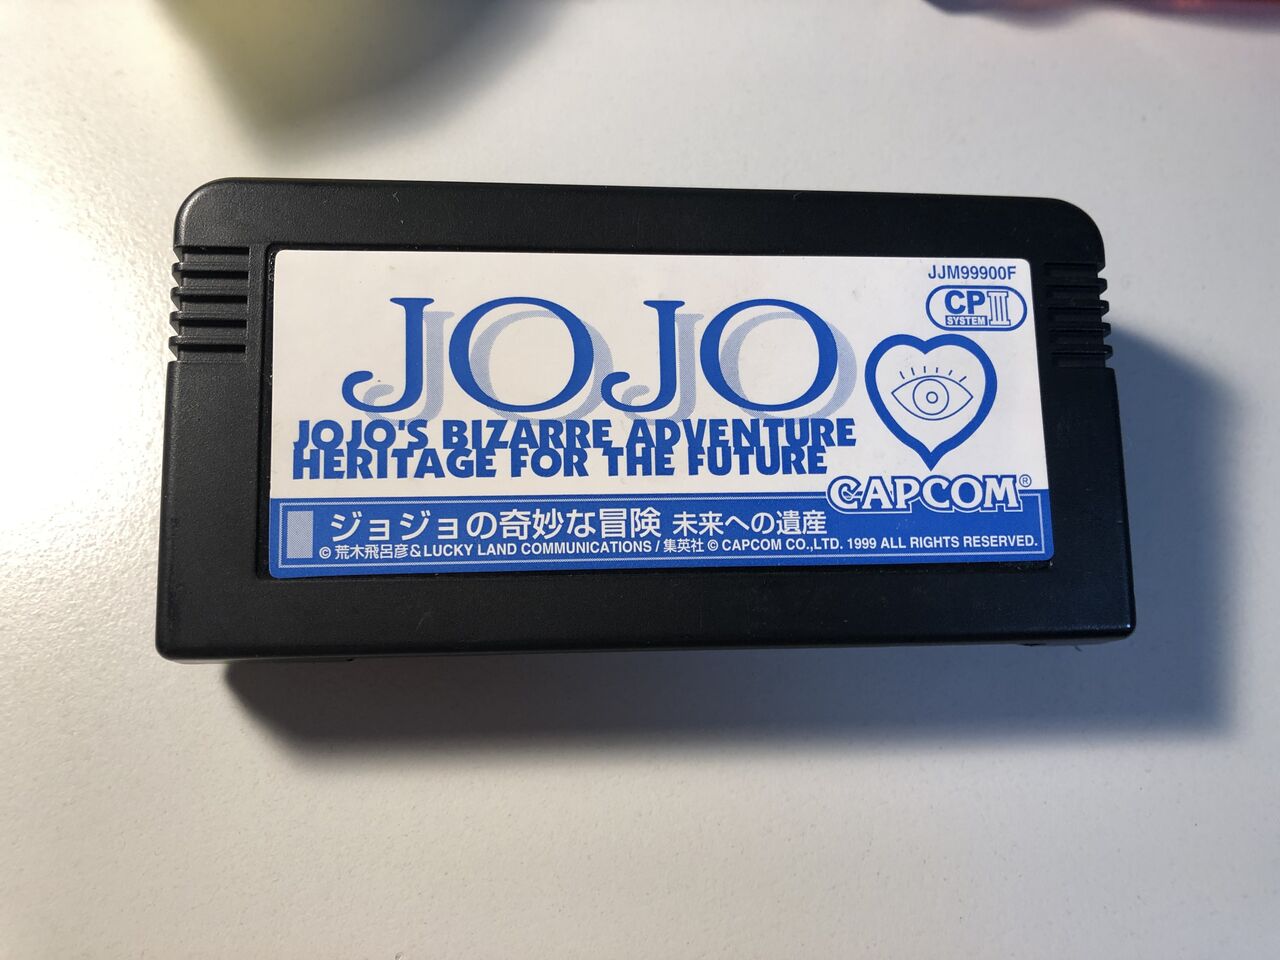 JJM99900F
CP SYSTEM III
JOJO
JOJO'S BIZARRE ADVENTURE
HERITAGE FOR THE FUTURE
CAPCOM®
ジョジョの奇妙な冒険 未来への遺産
© 荒木飛呂彦&LUCKY LAND COMMUNICATIONS / 集英社 © CAPCOM CO.,LTD. 1999 ALL RIGHTS RESERVED.